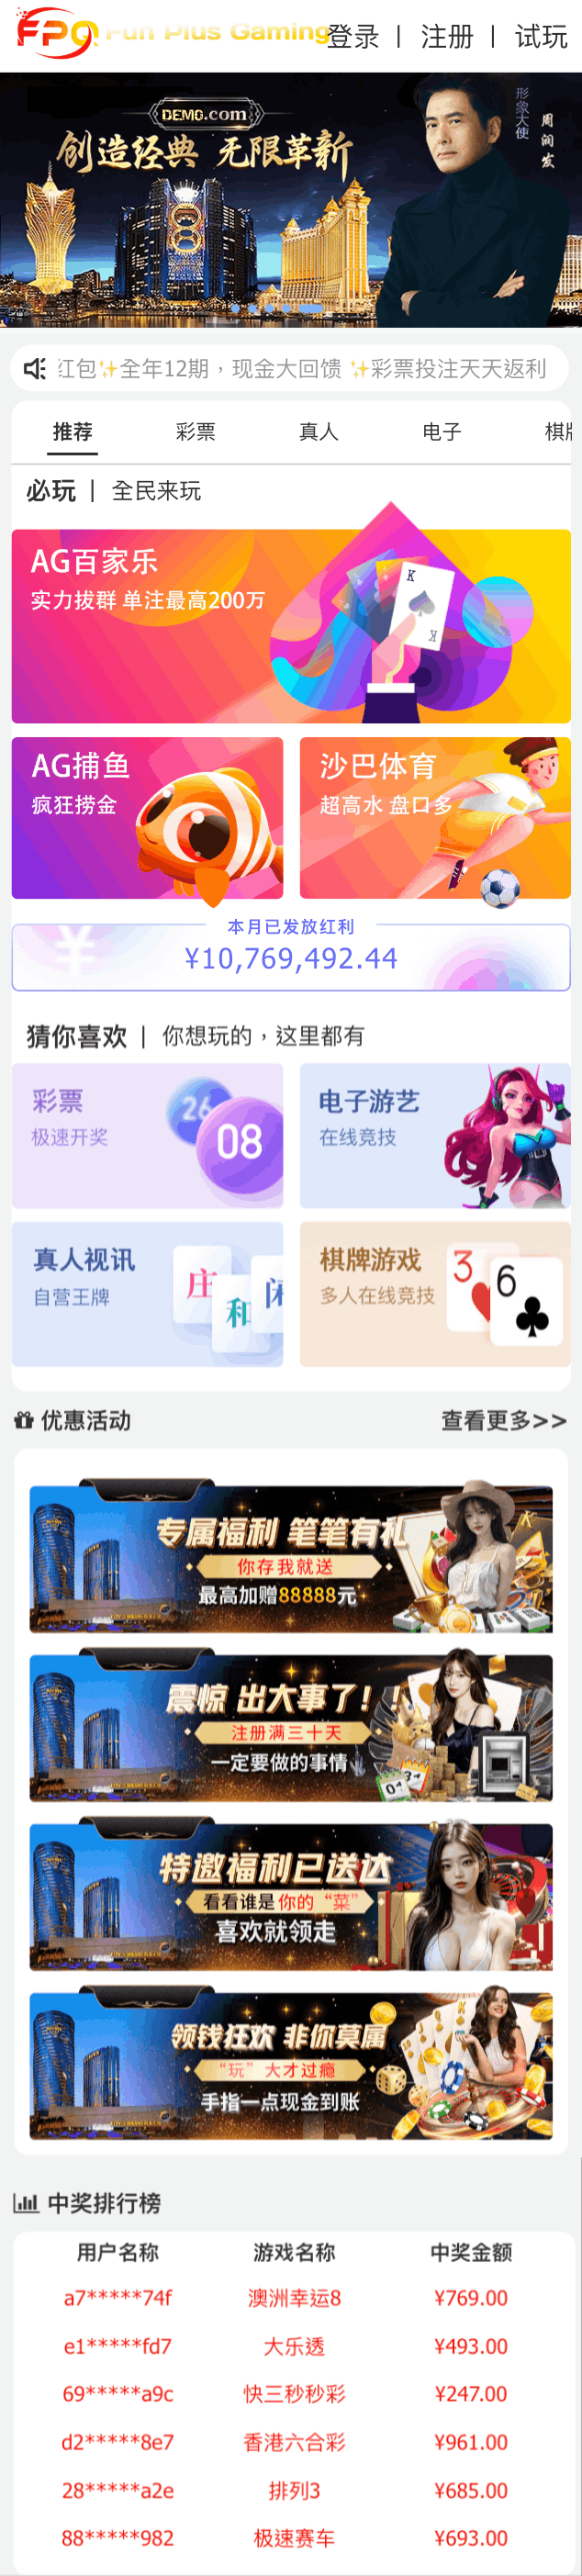 FPG Fun Plus Gaming 登录 | 注册 | 试玩
DEMO.com
创造经典 无限革新
形象大使
周润发
红包✨全年12期，现金大回馈 ✨彩票投注天天返利
推荐 彩票 真人 电子 棋牌
必玩 | 全民来玩
AG百家乐
实力拔群 单注最高200万
K
K
AG捕鱼
疯狂捞金
沙巴体育
超高水 盘口多
本月已发放红利
¥
¥10,769,492.44
猜你喜欢 | 你想玩的，这里都有
彩票
极速开奖
26
08
电子游艺
在线竞技
真人视讯
自营王牌
庄
和
闲
棋牌游戏
多人在线竞技
3
6
优惠活动 查看更多>>
专属福利 笔笔有礼
你存我就送
最高加赠88888元
震惊 出大事了！！
注册满三十天
一定要做的事情
04 34
特邀福利已送达
看看谁是 你的“菜”
喜欢就领走
领钱狂欢 非你莫属
“玩”大才过瘾
手指一点现金到账
中奖排行榜
用户名称 游戏名称 中奖金额
a7*****74f 澳洲幸运8 ¥769.00
e1*****fd7 大乐透 ¥493.00
69*****a9c 快三秒秒彩 ¥247.00
d2*****8e7 香港六合彩 ¥961.00
28*****a2e 排列3 ¥685.00
88*****982 极速赛车 ¥693.00